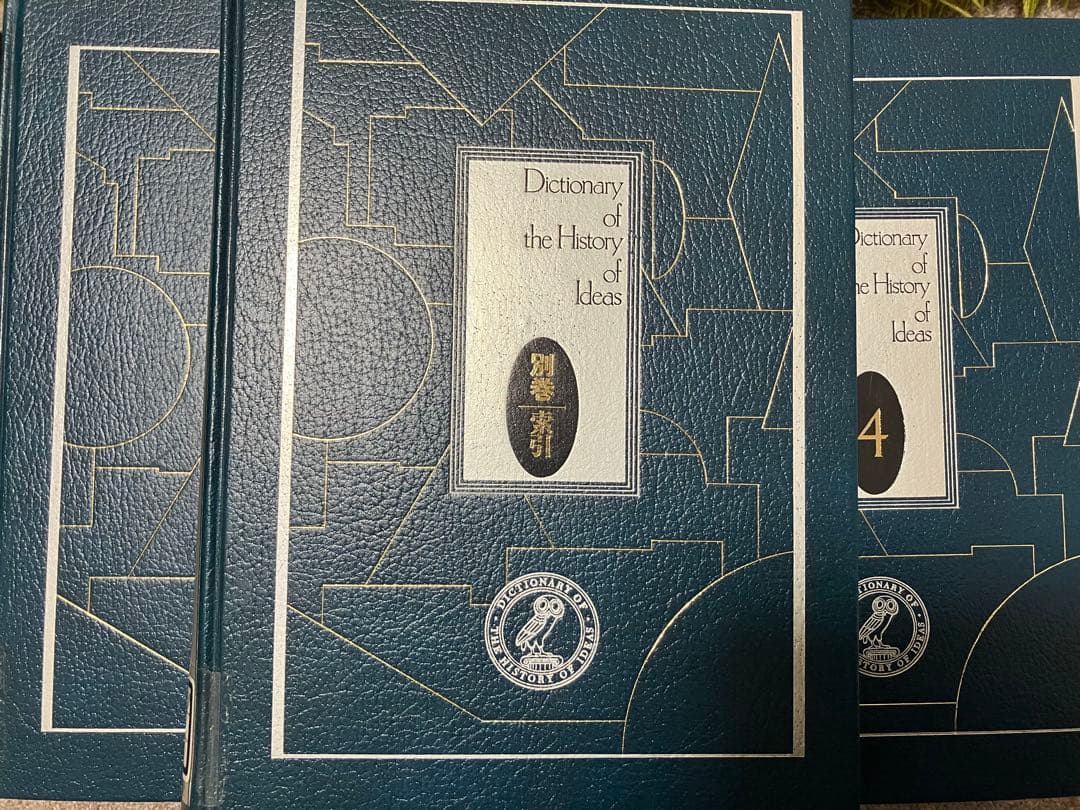 Dictionary
of
the History
of
Ideas
別巻
索引
· DICTIONARY OF ·
THE HISTORY OF IDEAS
Dictionary
of
he History
of
Ideas
4
DICTIONARY OF ·
HISTORY OF IDEAS